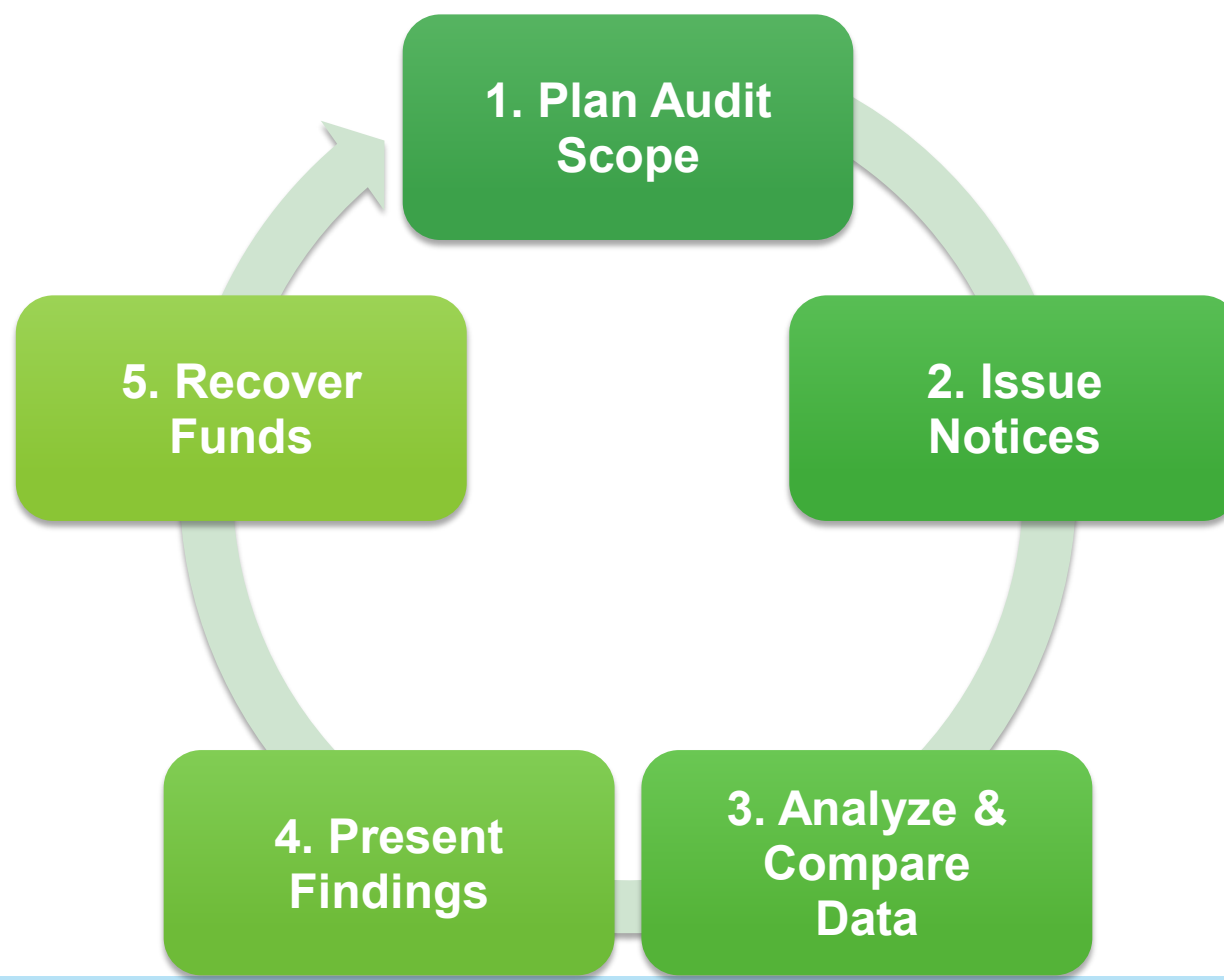 1. Plan Audit
Scope
2. Issue
Notices
3. Analyze &
Compare
Data
4. Present
Findings
5. Recover
Funds